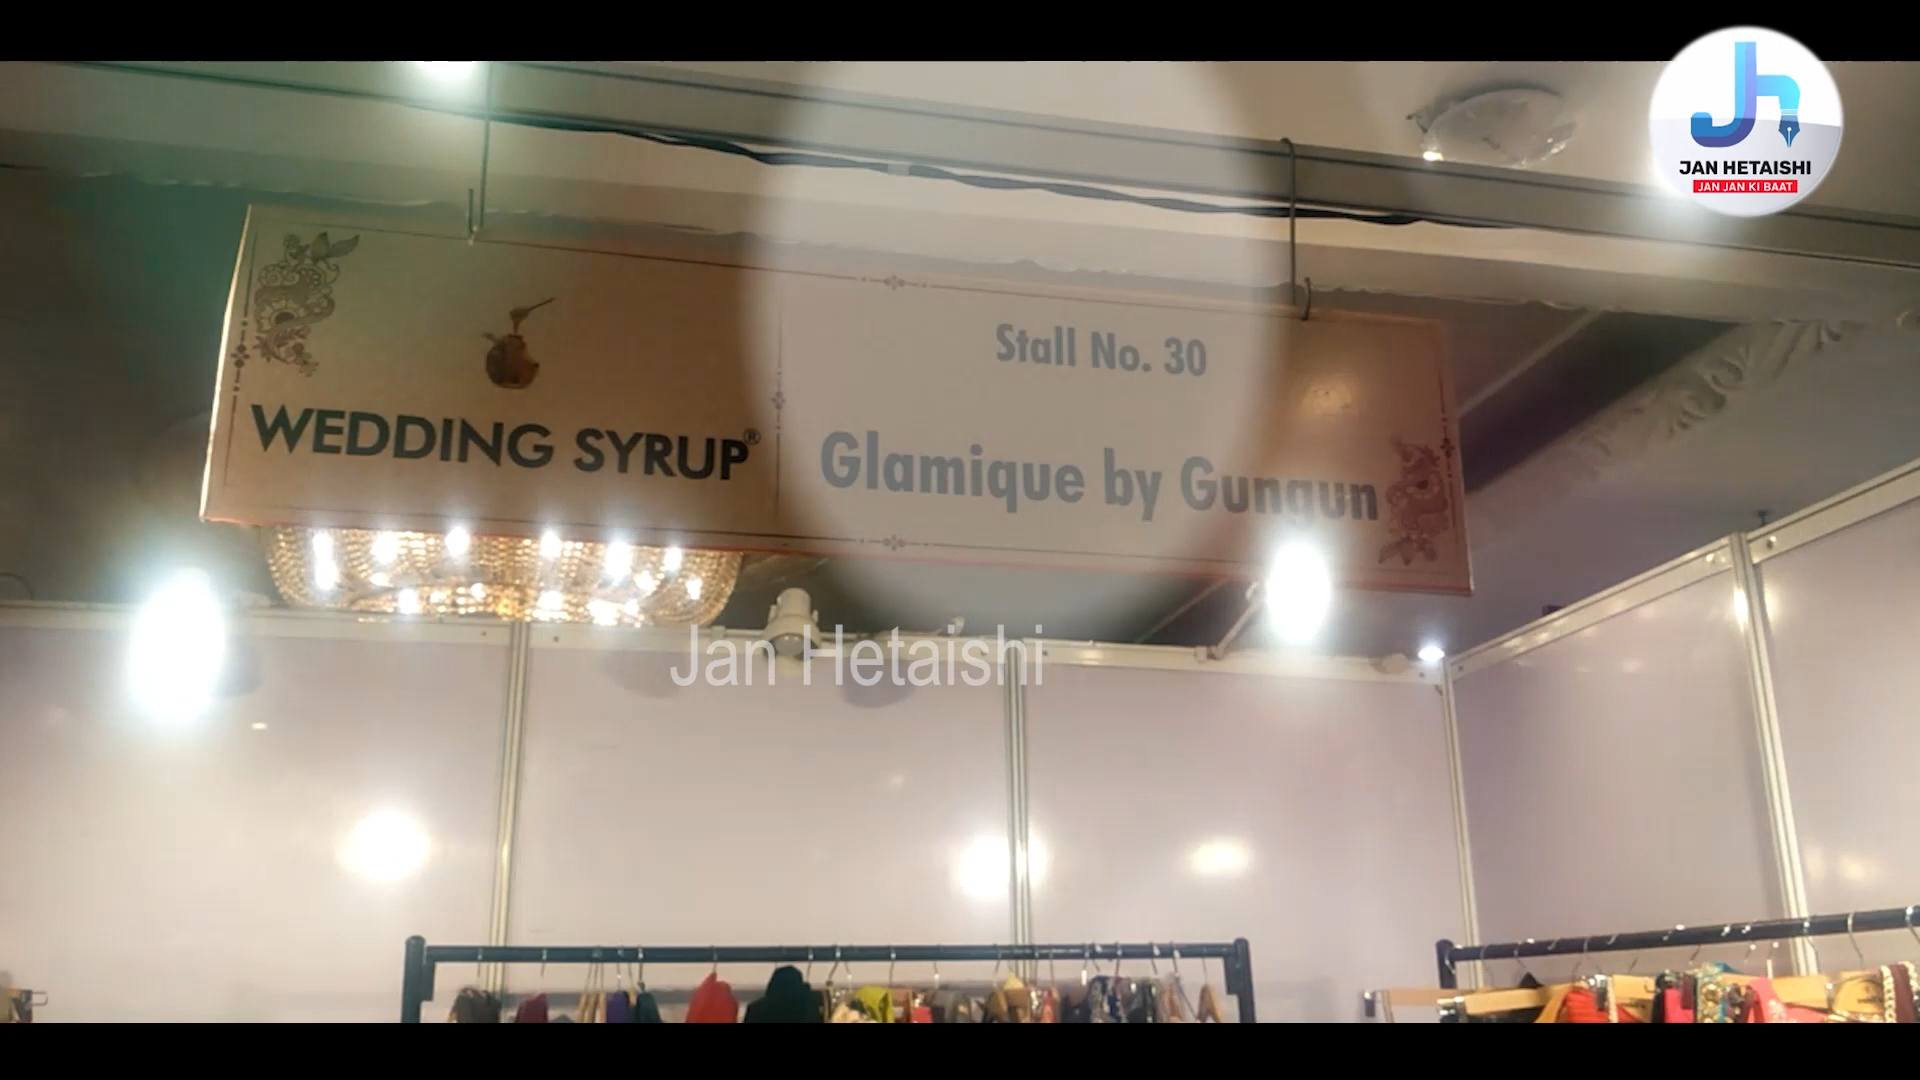 JAN HETAISHI
JAN JAN KI BAAT
WEDDING SYRUP®
Stall No. 30
Glamique by Gungun
Jan Hetaishi